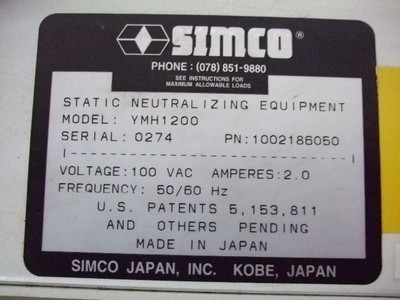 SIMCO®
PHONE: (078) 851-9880
SEE INSTRUCTIONS FOR
MAXIMUM ALLOWABLE LOADS
STATIC NEUTRALIZING EQUIPMENT
MODEL: YMH1200
SERIAL: 0274 PN:1002186050
|--------------------------------|
VOLTAGE:100 VAC AMPERES:2.0
FREQUENCY: 50/60 Hz
U.S. PATENTS 5,153,811
AND OTHERS PENDING
MADE IN JAPAN
SIMCO JAPAN, INC. KOBE, JAPAN